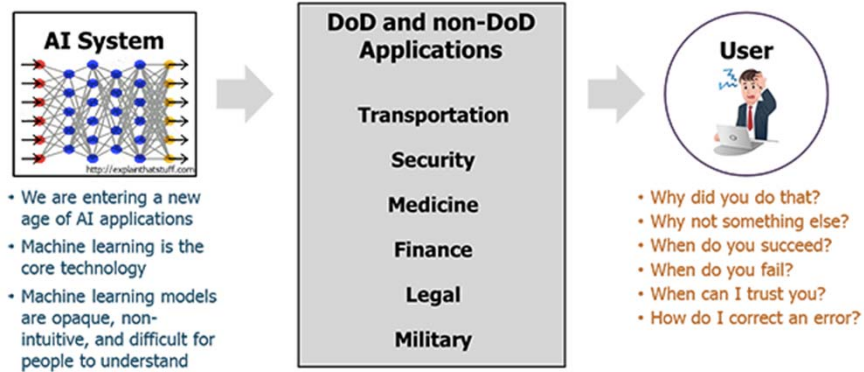 AI System
http://explainthatstuff.com
• We are entering a new
age of AI applications
• Machine learning is the
core technology
• Machine learning models
are opaque, non-
intuitive, and difficult for
people to understand
DoD and non-DoD
Applications
Transportation
Security
Medicine
Finance
Legal
Military
User
• Why did you do that?
• Why not something else?
• When do you succeed?
• When do you fail?
• When can I trust you?
• How do I correct an error?